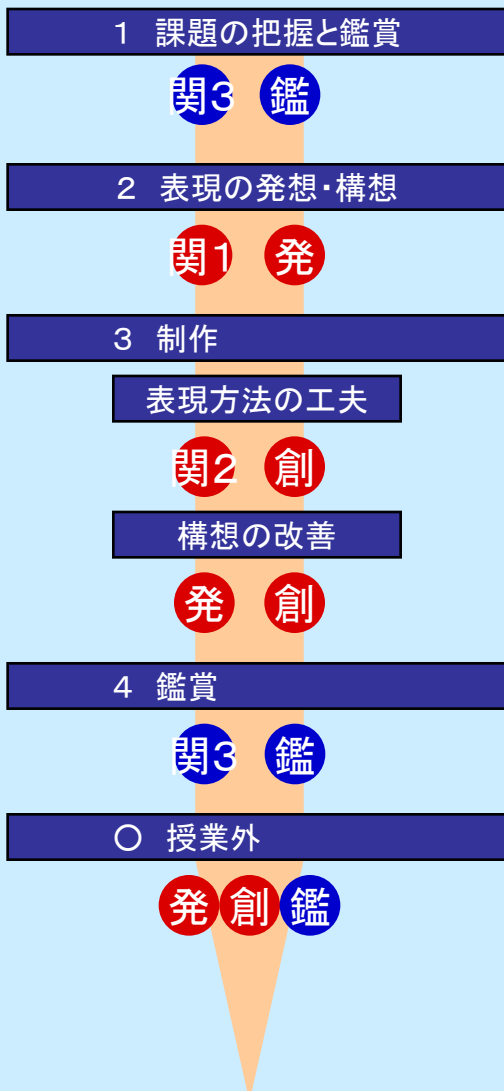 １　課題の把握と鑑賞
関３　鑑
２　表現の発想・構想
関１　発
３　制作
表現方法の工夫
関２　創
構想の改善
発　創
４　鑑賞
関３　鑑
〇　授業外
発創鑑